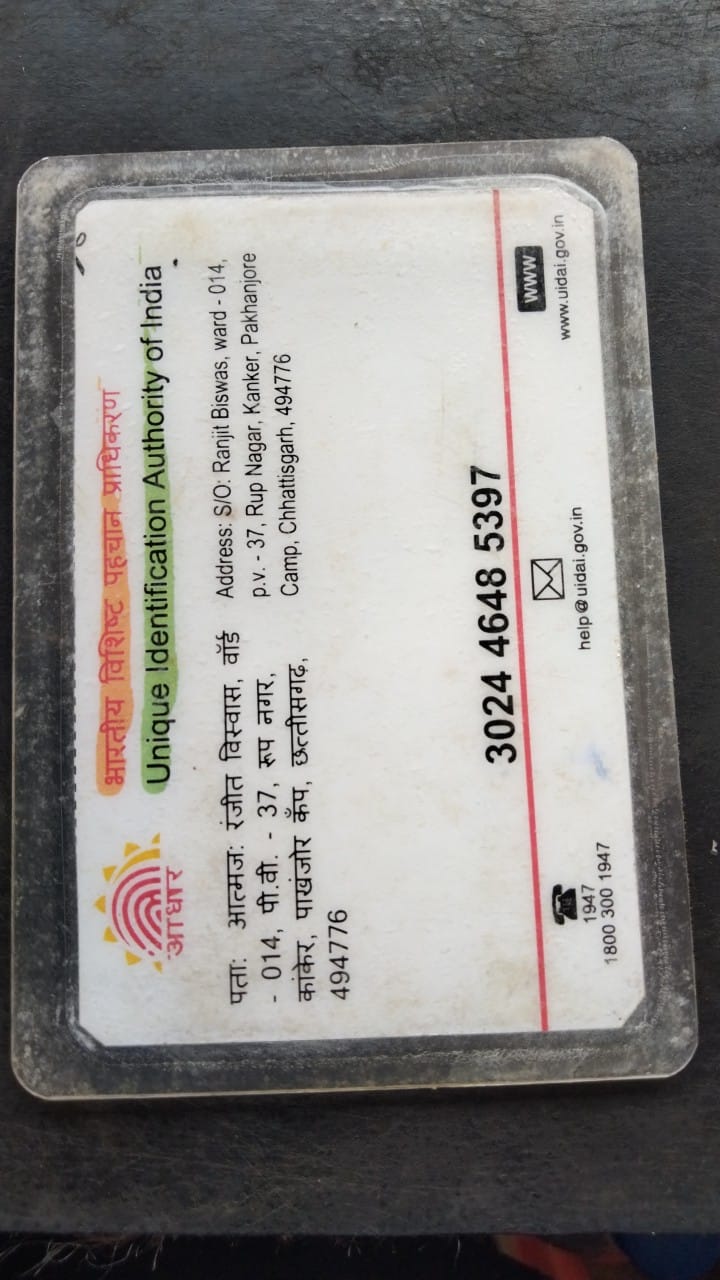 भारतीय विशिष्ट पहचान प्राधिकरण
Unique Identification Authority of India
आधार
पताः आत्मजः रंजीत विस्वास, वॉर्ड
- 014, पी.वी. - 37, रूप नगर,
कांकेर, पाखंजोर कँप, छत्तीसगढ़,
494776
Address: S/O: Ranjit Biswas, ward - 014,
p.v. - 37, Rup Nagar, Kanker, Pakhanjore
Camp, Chhattisgarh, 494776
3024 4648 5397
1947
1800 300 1947
help@uidai.gov.in
www
www.uidai.gov.in